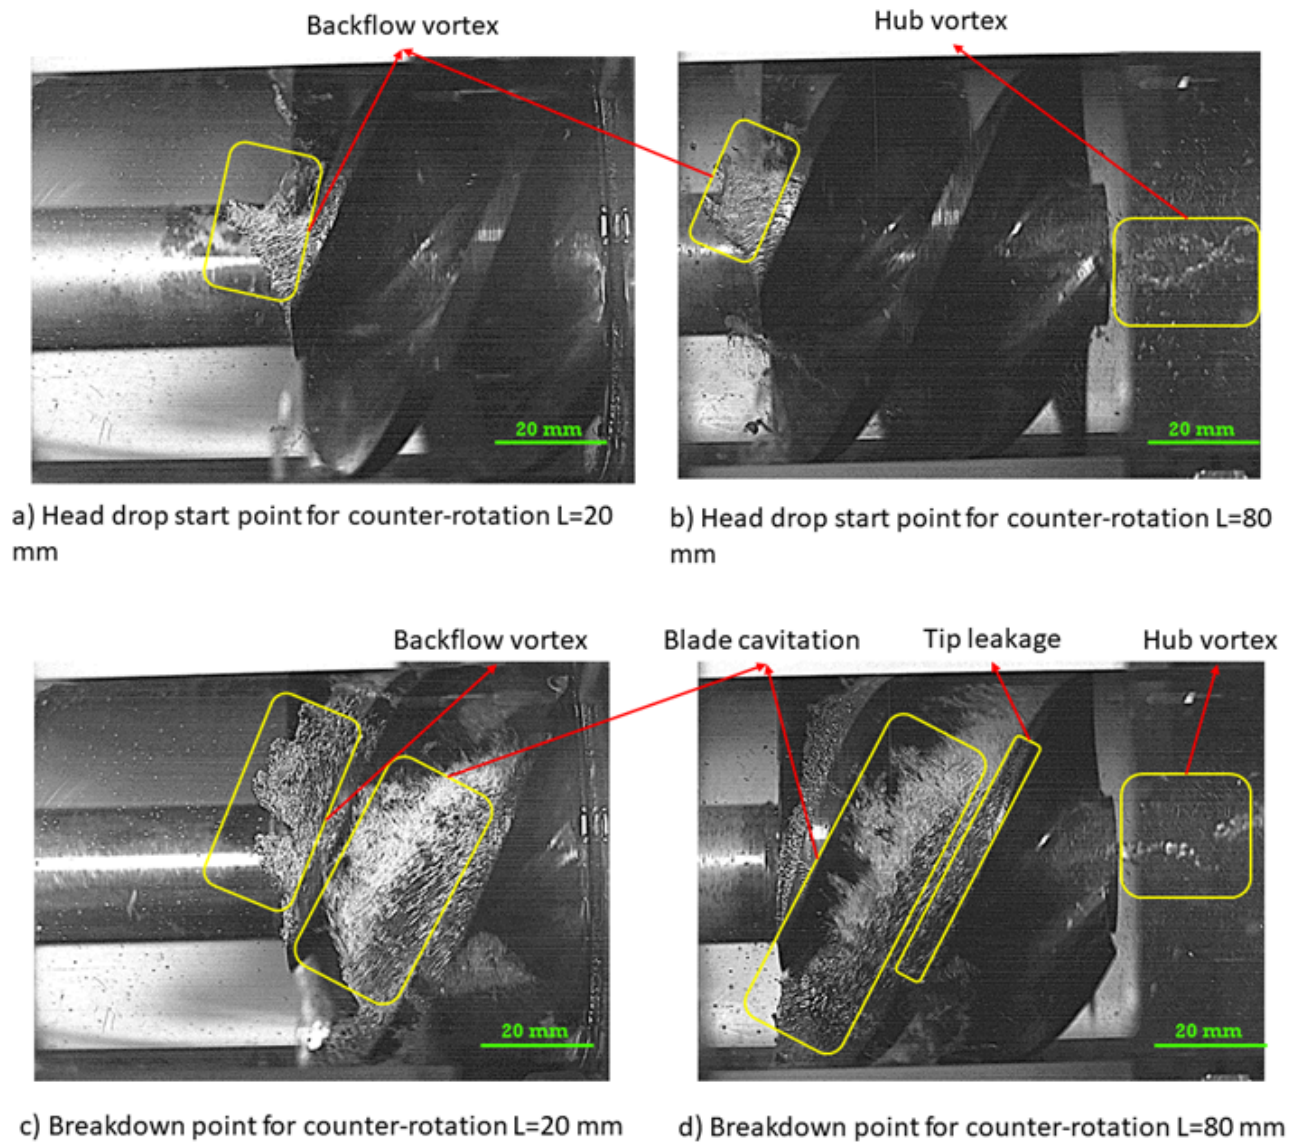 Backflow vortex
Hub vortex
20 mm
20 mm
a) Head drop start point for counter-rotation L=20
mm
b) Head drop start point for counter-rotation L=80
mm
Backflow vortex
Blade cavitation
Tip leakage
Hub vortex
20 mm
20 mm
c) Breakdown point for counter-rotation L=20 mm
d) Breakdown point for counter-rotation L=80 mm